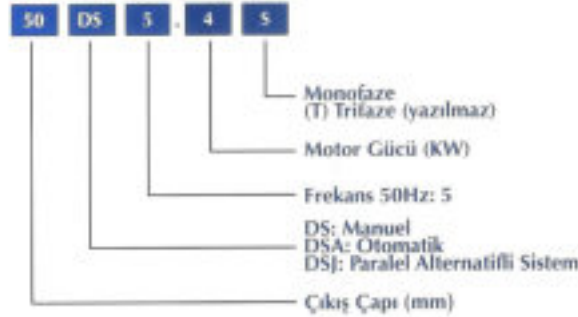 50 DS 5 . 4 S
Monofaze
(T) Trifaze (yazılmaz)
Motor Gücü (KW)
Frekans 50Hz: 5
DS: Manuel
DSA: Otomatik
DSJ: Paralel Alternatifli Sistem
Çıkış Çapı (mm)